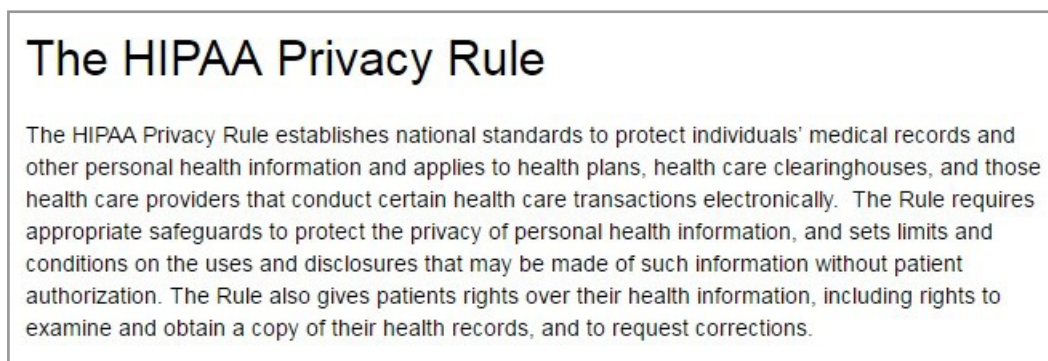 The HIPAA Privacy Rule
The HIPAA Privacy Rule establishes national standards to protect individuals’ medical records and
other personal health information and applies to health plans, health care clearinghouses, and those
health care providers that conduct certain health care transactions electronically.  The Rule requires
appropriate safeguards to protect the privacy of personal health information, and sets limits and
conditions on the uses and disclosures that may be made of such information without patient
authorization. The Rule also gives patients rights over their health information, including rights to
examine and obtain a copy of their health records, and to request corrections.